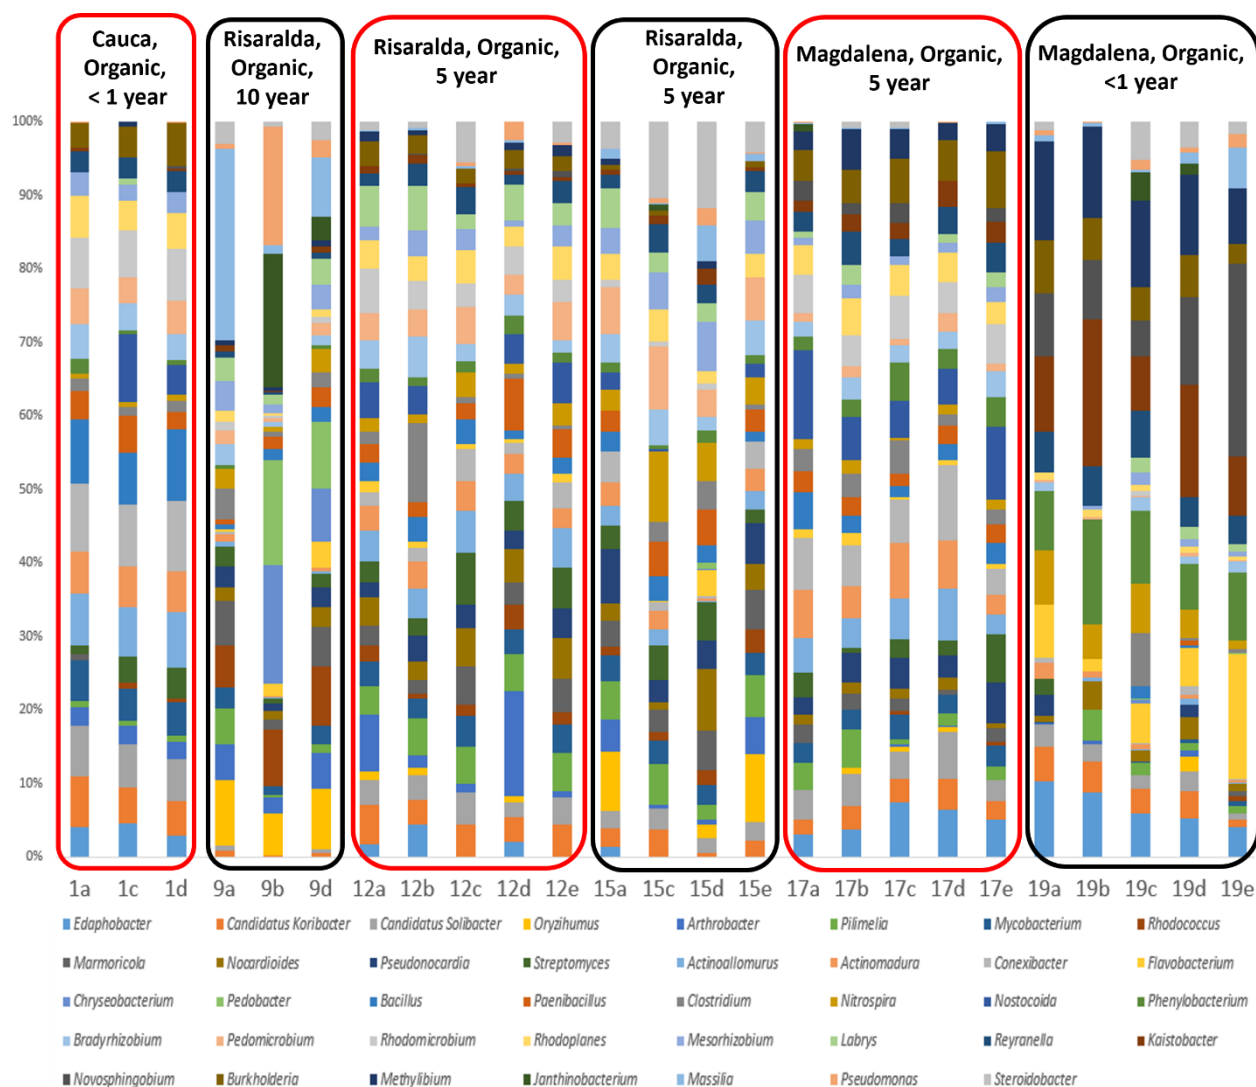 Cauca, Organic, < 1 year
Risaralda, Organic, 10 year
Risaralda, Organic, 5 year
Risaralda, Organic, 5 year
Magdalena, Organic, 5 year
Magdalena, Organic, <1 year
100%
90%
80%
70%
60%
50%
40%
30%
20%
10%
0%
1a 1c 1d 9a 9b 9d 12a 12b 12c 12d 12e 15a 15c 15d 15e 17a 17b 17c 17d 17e 19a 19b 19c 19d 19e
Edaphobacter Candidatus Koribacter Candidatus Solibacter Oryzihumus Arthrobacter Pilimelia Mycobacterium Rhodococcus
Marmoricola Nocardioides Pseudonocardia Streptomyces Actinoallomurus Actinomadura Conexibacter Flavobacterium
Chryseobacterium Pedobacter Bacillus Paenibacillus Clostridium Nitrospira Nostocoida Phenylobacterium
Bradyrhizobium Pedomicrobium Rhodomicrobium Rhodoplanes Mesorhizobium Labrys Reyranella Kaistobacter
Novosphingobium Burkholderia Methylibium Janthinobacterium Massilia Pseudomonas Steroidobacter